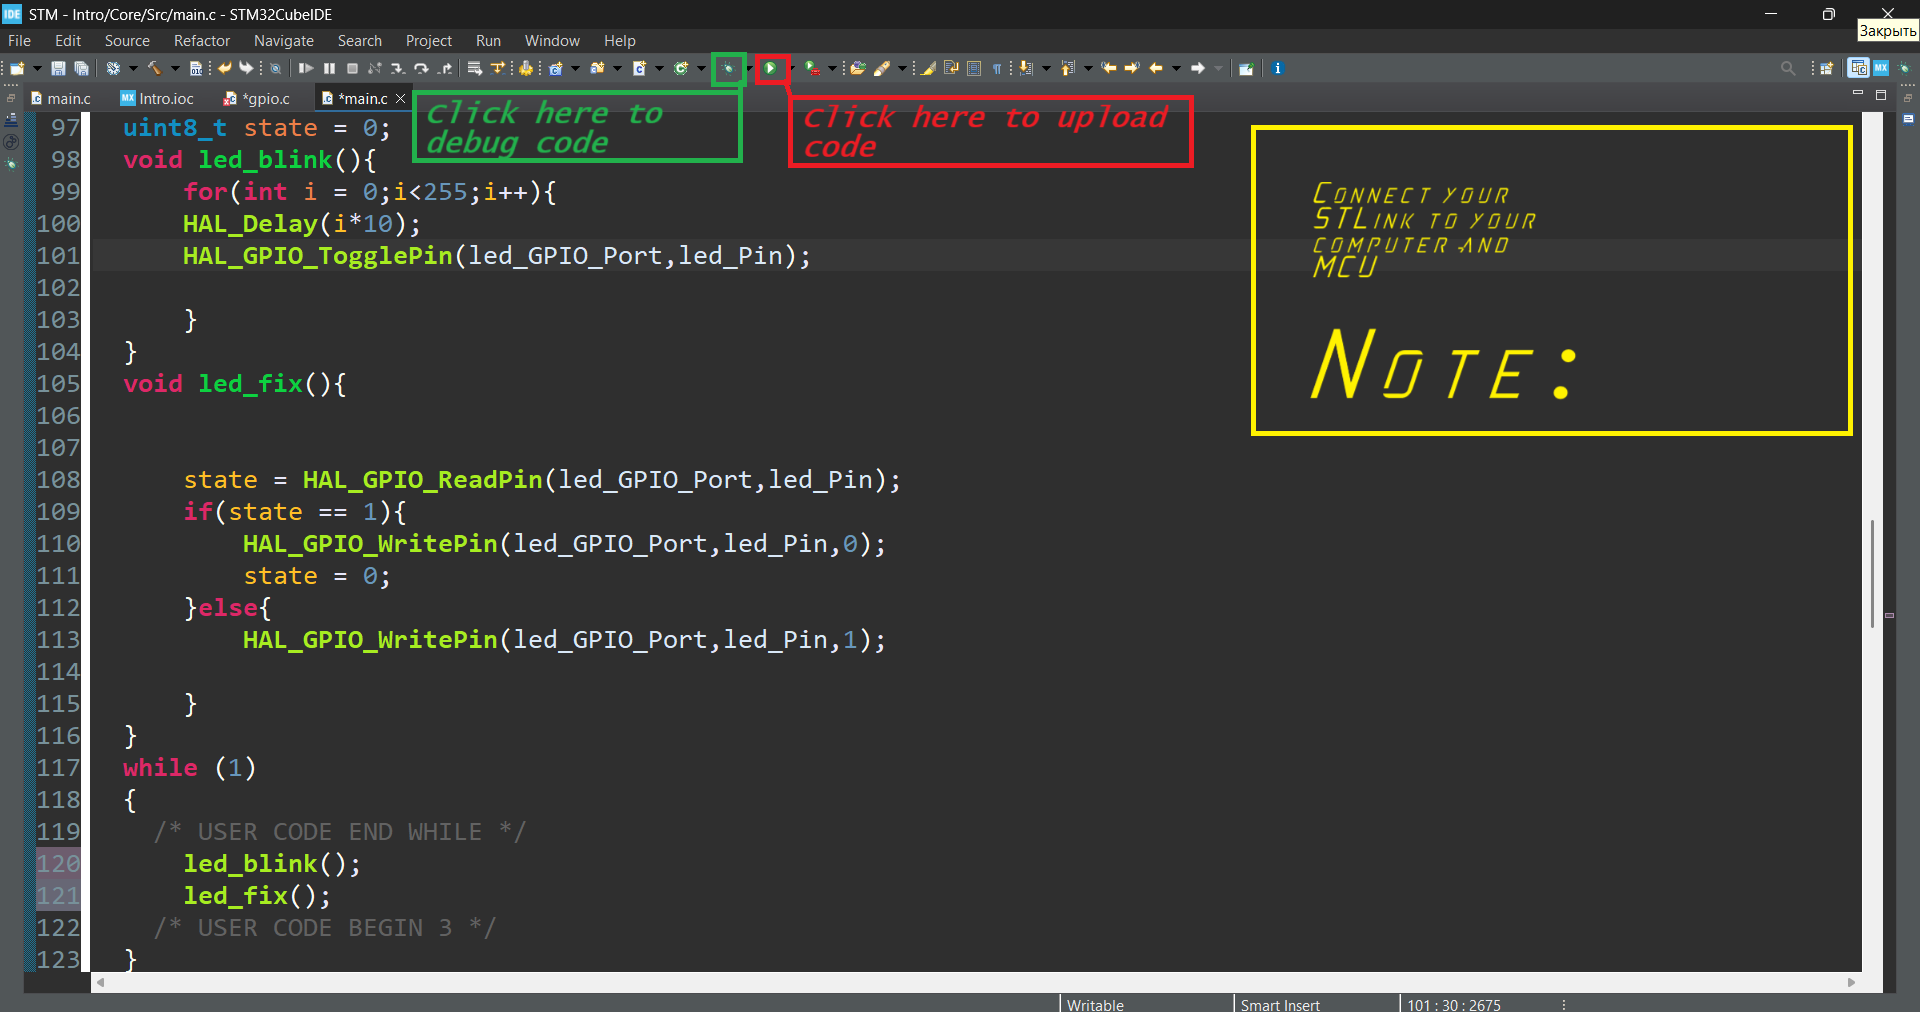 IDE STM - Intro/Core/Src/main.c - STM32CubeIDE
Закрыть
File Edit Source Refactor Navigate Search Project Run Window Help
main.c MX Intro.ioc *gpio.c *main.c
Click here to
debug code
Click here to upload
code
Connect your
STLink to your
computer and
MCU
Note:
97 uint8_t state = 0;
98 void led_blink(){
99 for(int i = 0;i<255;i++){
100 HAL_Delay(i*10);
101 HAL_GPIO_TogglePin(led_GPIO_Port,led_Pin);
102
103 }
104 }
105 void led_fix(){
106
107
108 state = HAL_GPIO_ReadPin(led_GPIO_Port,led_Pin);
109 if(state == 1){
110 HAL_GPIO_WritePin(led_GPIO_Port,led_Pin,0);
111 state = 0;
112 }else{
113 HAL_GPIO_WritePin(led_GPIO_Port,led_Pin,1);
114
115 }
116 }
117 while (1)
118 {
119 /* USER CODE END WHILE */
120 led_blink();
121 led_fix();
122 /* USER CODE BEGIN 3 */
123 }
Writable Smart Insert 101 : 30 : 2675